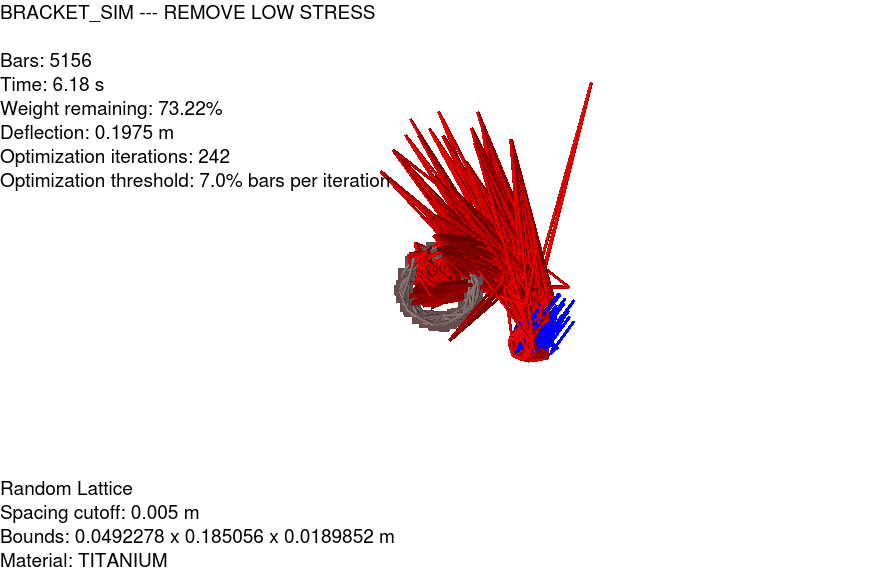 BRACKET_SIM --- REMOVE LOW STRESS
Bars: 5156
Time: 6.18 s
Weight remaining: 73.22%
Deflection: 0.1975 m
Optimization iterations: 242
Optimization threshold: 7.0% bars per iteration
Random Lattice
Spacing cutoff: 0.005 m
Bounds: 0.0492278 x 0.185056 x 0.0189852 m
Material: TITANIUM